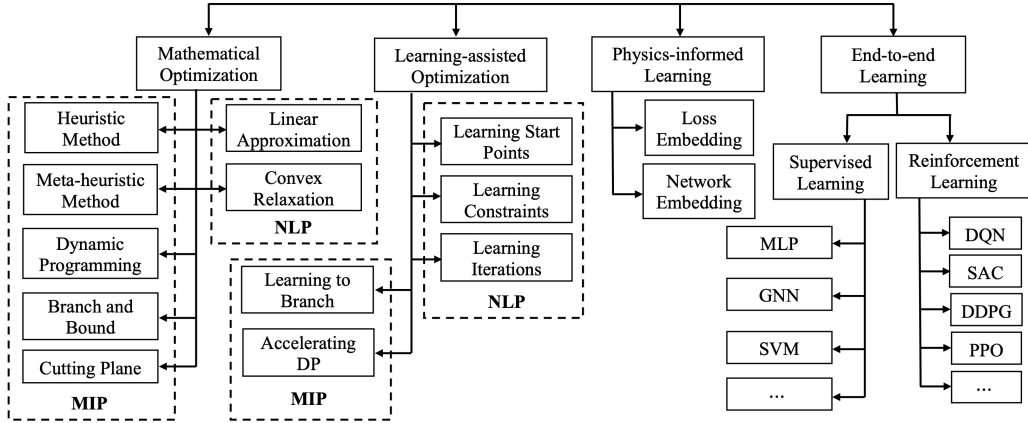 Mathematical
Optimization
Learning-assisted
Optimization
Physics-informed
Learning
End-to-end
Learning
Heuristic
Method
Meta-heuristic
Method
Dynamic
Programming
Branch and
Bound
Cutting Plane
MIP
Linear
Approximation
Convex
Relaxation
NLP
Learning to
Branch
Accelerating
DP
MIP
Learning Start
Points
Learning
Constraints
Learning
Iterations
NLP
Loss
Embedding
Network
Embedding
Supervised
Learning
MLP
GNN
SVM
...
Reinforcement
Learning
DQN
SAC
DDPG
PPO
...